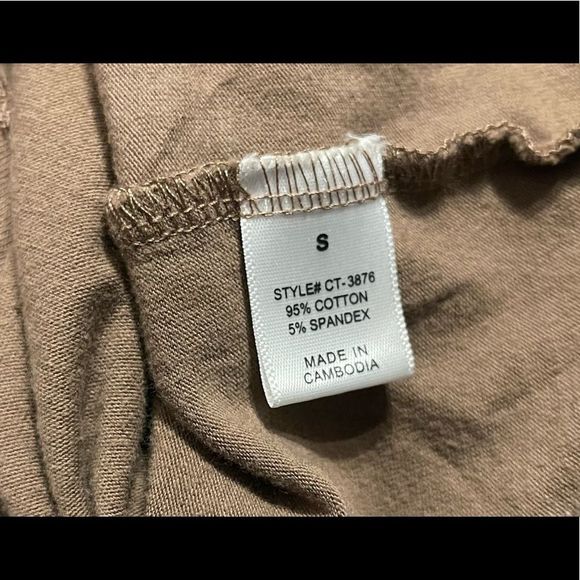 S
STYLE# CT-3876
95% COTTON
5% SPANDEX
MADE IN
CAMBODIA